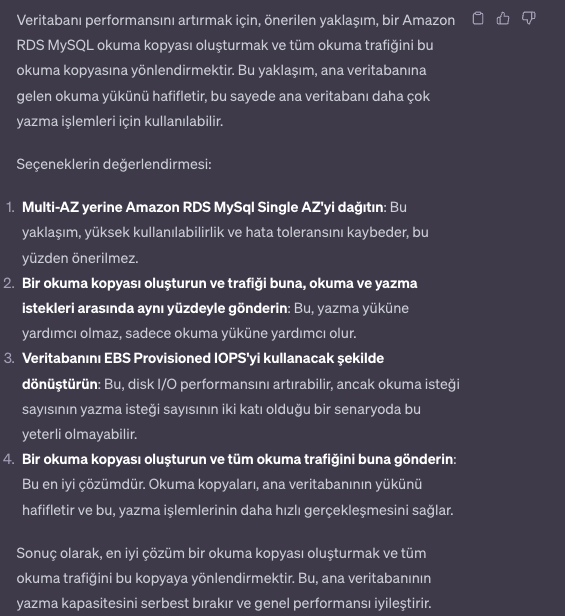 Veritabanı performansını artırmak için, önerilen yaklaşım, bir Amazon
RDS MySQL okuma kopyası oluşturmak ve tüm okuma trafiğini bu
okuma kopyasına yönlendirmektir. Bu yaklaşım, ana veritabanına
gelen okuma yükünü hafifletir, bu sayede ana veritabanı daha çok
yazma işlemleri için kullanılabilir.
Seçeneklerin değerlendirmesi:
1. Multi-AZ yerine Amazon RDS MySql Single AZ'yi dağıtın: Bu
yaklaşım, yüksek kullanılabilirlik ve hata toleransını kaybeder, bu
yüzden önerilmez.
2. Bir okuma kopyası oluşturun ve trafiği buna, okuma ve yazma
istekleri arasında aynı yüzdeyle gönderin: Bu, yazma yüküne
yardımcı olmaz, sadece okuma yüküne yardımcı olur.
3. Veritabanını EBS Provisioned IOPS'yi kullanacak şekilde
dönüştürün: Bu, disk I/O performansını artırabilir, ancak okuma isteği
sayısının yazma isteği sayısının iki katı olduğu bir senaryoda bu
yeterli olmayabilir.
4. Bir okuma kopyası oluşturun ve tüm okuma trafiğini buna gönderin:
Bu en iyi çözümdür. Okuma kopyaları, ana veritabanının yükünü
hafifletir ve bu, yazma işlemlerinin daha hızlı gerçekleşmesini sağlar.
Sonuç olarak, en iyi çözüm bir okuma kopyası oluşturmak ve tüm
okuma trafiğini bu kopyaya yönlendirmektir. Bu, ana veritabanının
yazma kapasitesini serbest bırakır ve genel performansı iyileştirir.